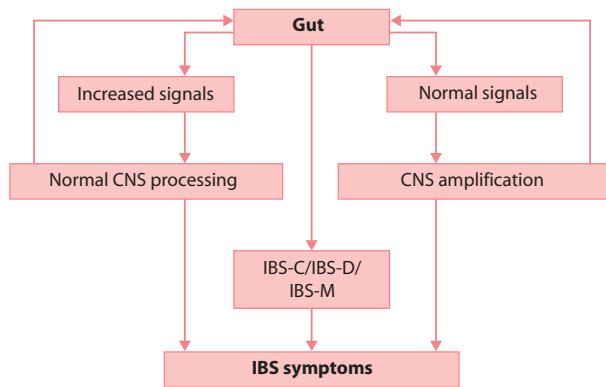 Gut
Increased signals
Normal signals
Normal CNS processing
CNS amplification
IBS-C/IBS-D/
IBS-M
IBS symptoms